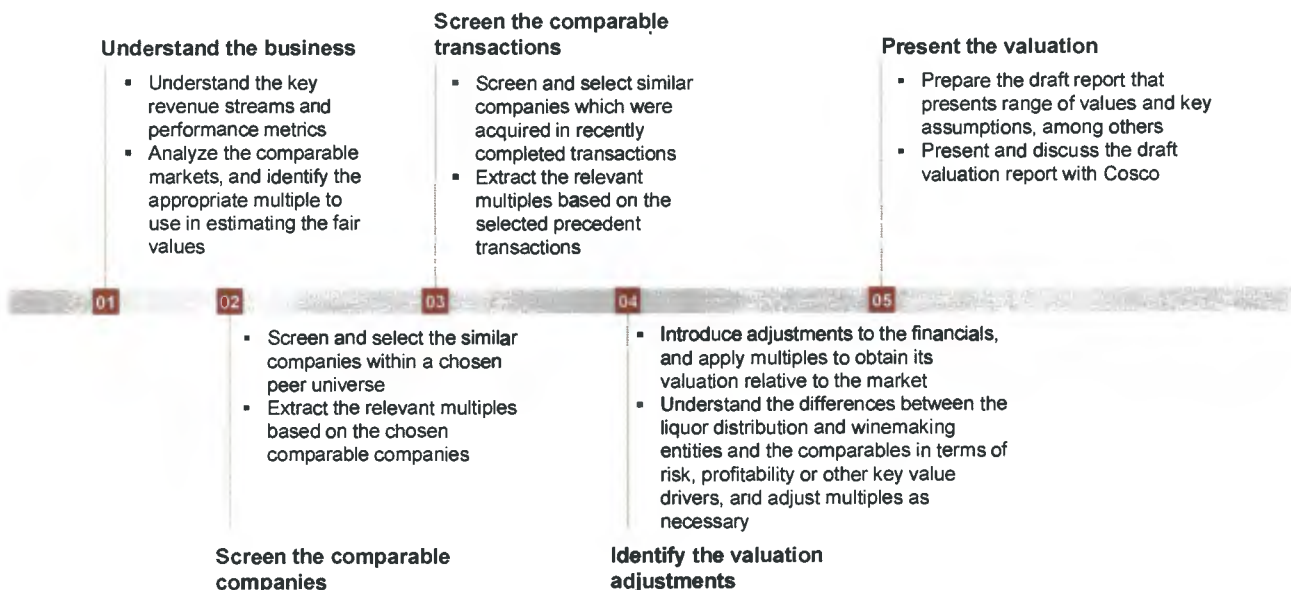 Understand the business
▪ Understand the key
revenue streams and
performance metrics
▪ Analyze the comparable
markets, and identify the
appropriate multiple to
use in estimating the fair
values
01
02
▪ Screen and select the similar
companies within a chosen
peer universe
▪ Extract the relevant multiples
based on the chosen
comparable companies
Screen the comparable
companies
Screen the comparable
transactions
▪ Screen and select similar
companies which were
acquired in recently
completed transactions
▪ Extract the relevant
multiples based on the
selected precedent
transactions
03
04
▪ Introduce adjustments to the financials,
and apply multiples to obtain its
valuation relative to the market
▪ Understand the differences between the
liquor distribution and winemaking
entities and the comparables in terms of
risk, profitability or other key value
drivers, and adjust multiples as
necessary
Identify the valuation
adjustments
Present the valuation
▪ Prepare the draft report that
presents range of values and key
assumptions, among others
▪ Present and discuss the draft
valuation report with Cosco
05